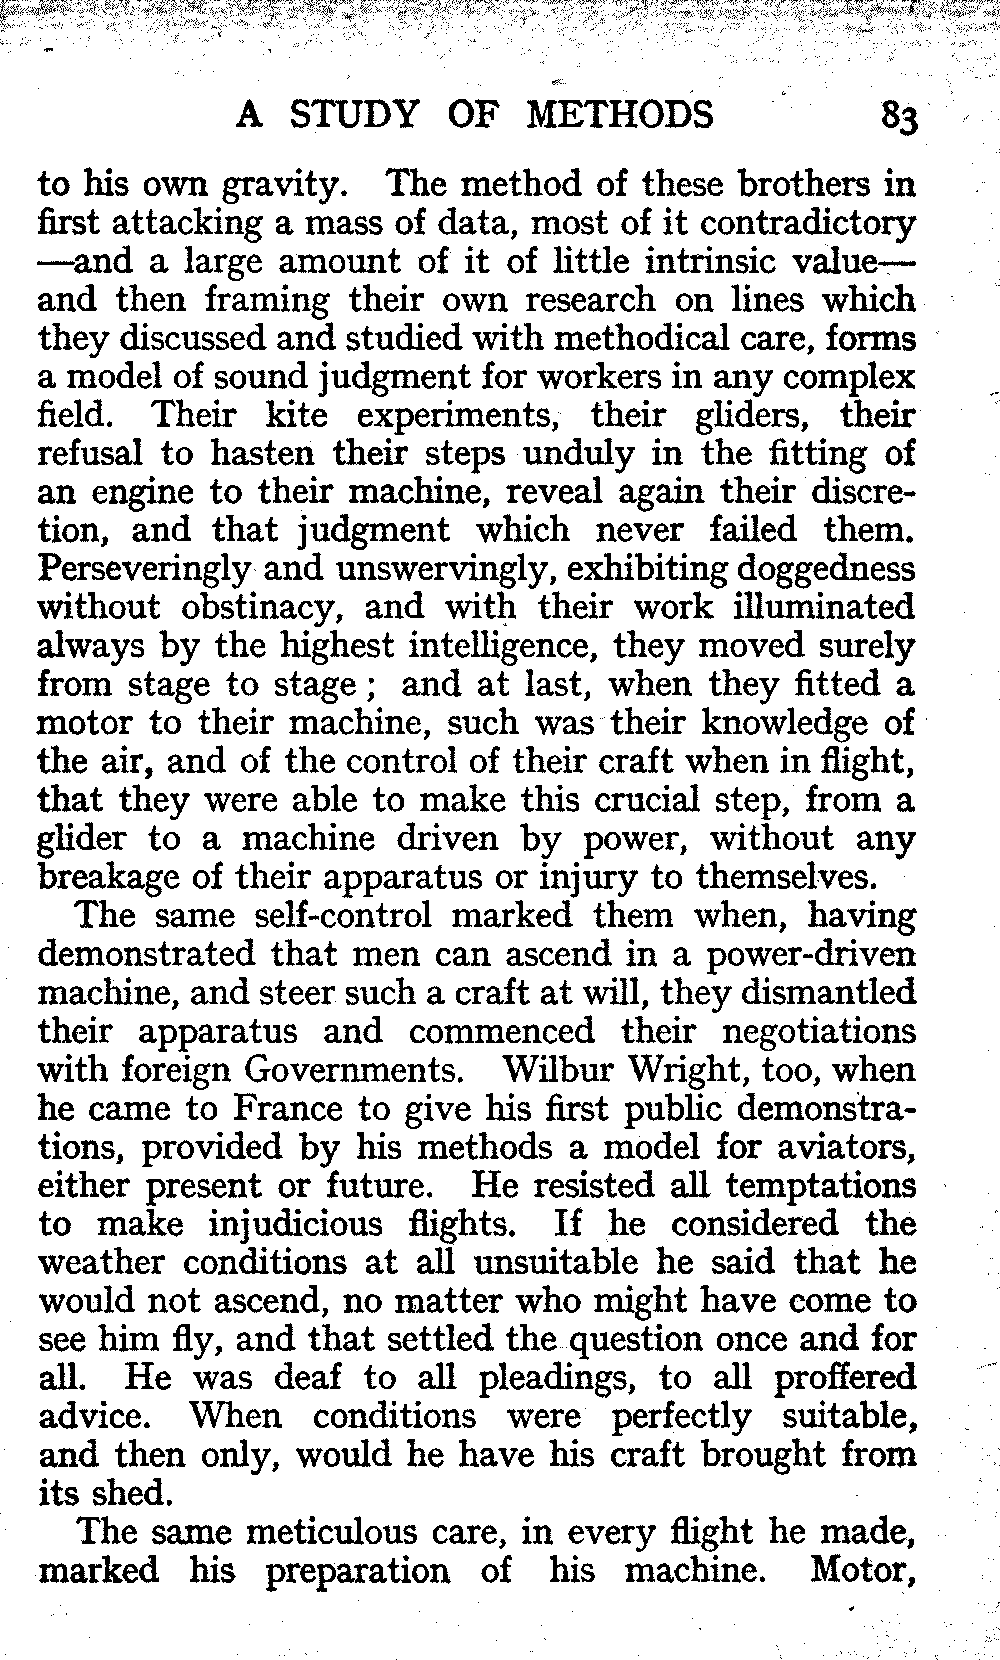 A STUDY OF METHODS 83
to his own gravity. The method of these brothers in
first attacking a mass of data, most of it contradictory
—and a large amount of it of little intrinsic value—
and then framing their own research on lines which
they discussed and studied with methodical care, forms
a model of sound judgment for workers in any complex
field. Their kite experiments, their gliders, their
refusal to hasten their steps unduly in the fitting of
an engine to their machine, reveal again their discre-
tion, and that judgment which never failed them.
Perseveringly and unswervingly, exhibiting doggedness
without obstinacy, and with their work illuminated
always by the highest intelligence, they moved surely
from stage to stage ; and at last, when they fitted a
motor to their machine, such was their knowledge of
the air, and of the control of their craft when in flight,
that they were able to make this crucial step, from a
glider to a machine driven by power, without any
breakage of their apparatus or injury to themselves.
The same self-control marked them when, having
demonstrated that men can ascend in a power-driven
machine, and steer such a craft at will, they dismantled
their apparatus and commenced their negotiations
with foreign Governments. Wilbur Wright, too, when
he came to France to give his first public demonstra-
tions, provided by his methods a model for aviators,
either present or future. He resisted all temptations
to make injudicious flights. If he considered the
weather conditions at all unsuitable he said that he
would not ascend, no matter who might have come to
see him fly, and that settled the question once and for
all. He was deaf to all pleadings, to all proffered
advice. When conditions were perfectly suitable,
and then only, would he have his craft brought from
its shed.
The same meticulous care, in every flight he made,
marked his preparation of his machine. Motor,